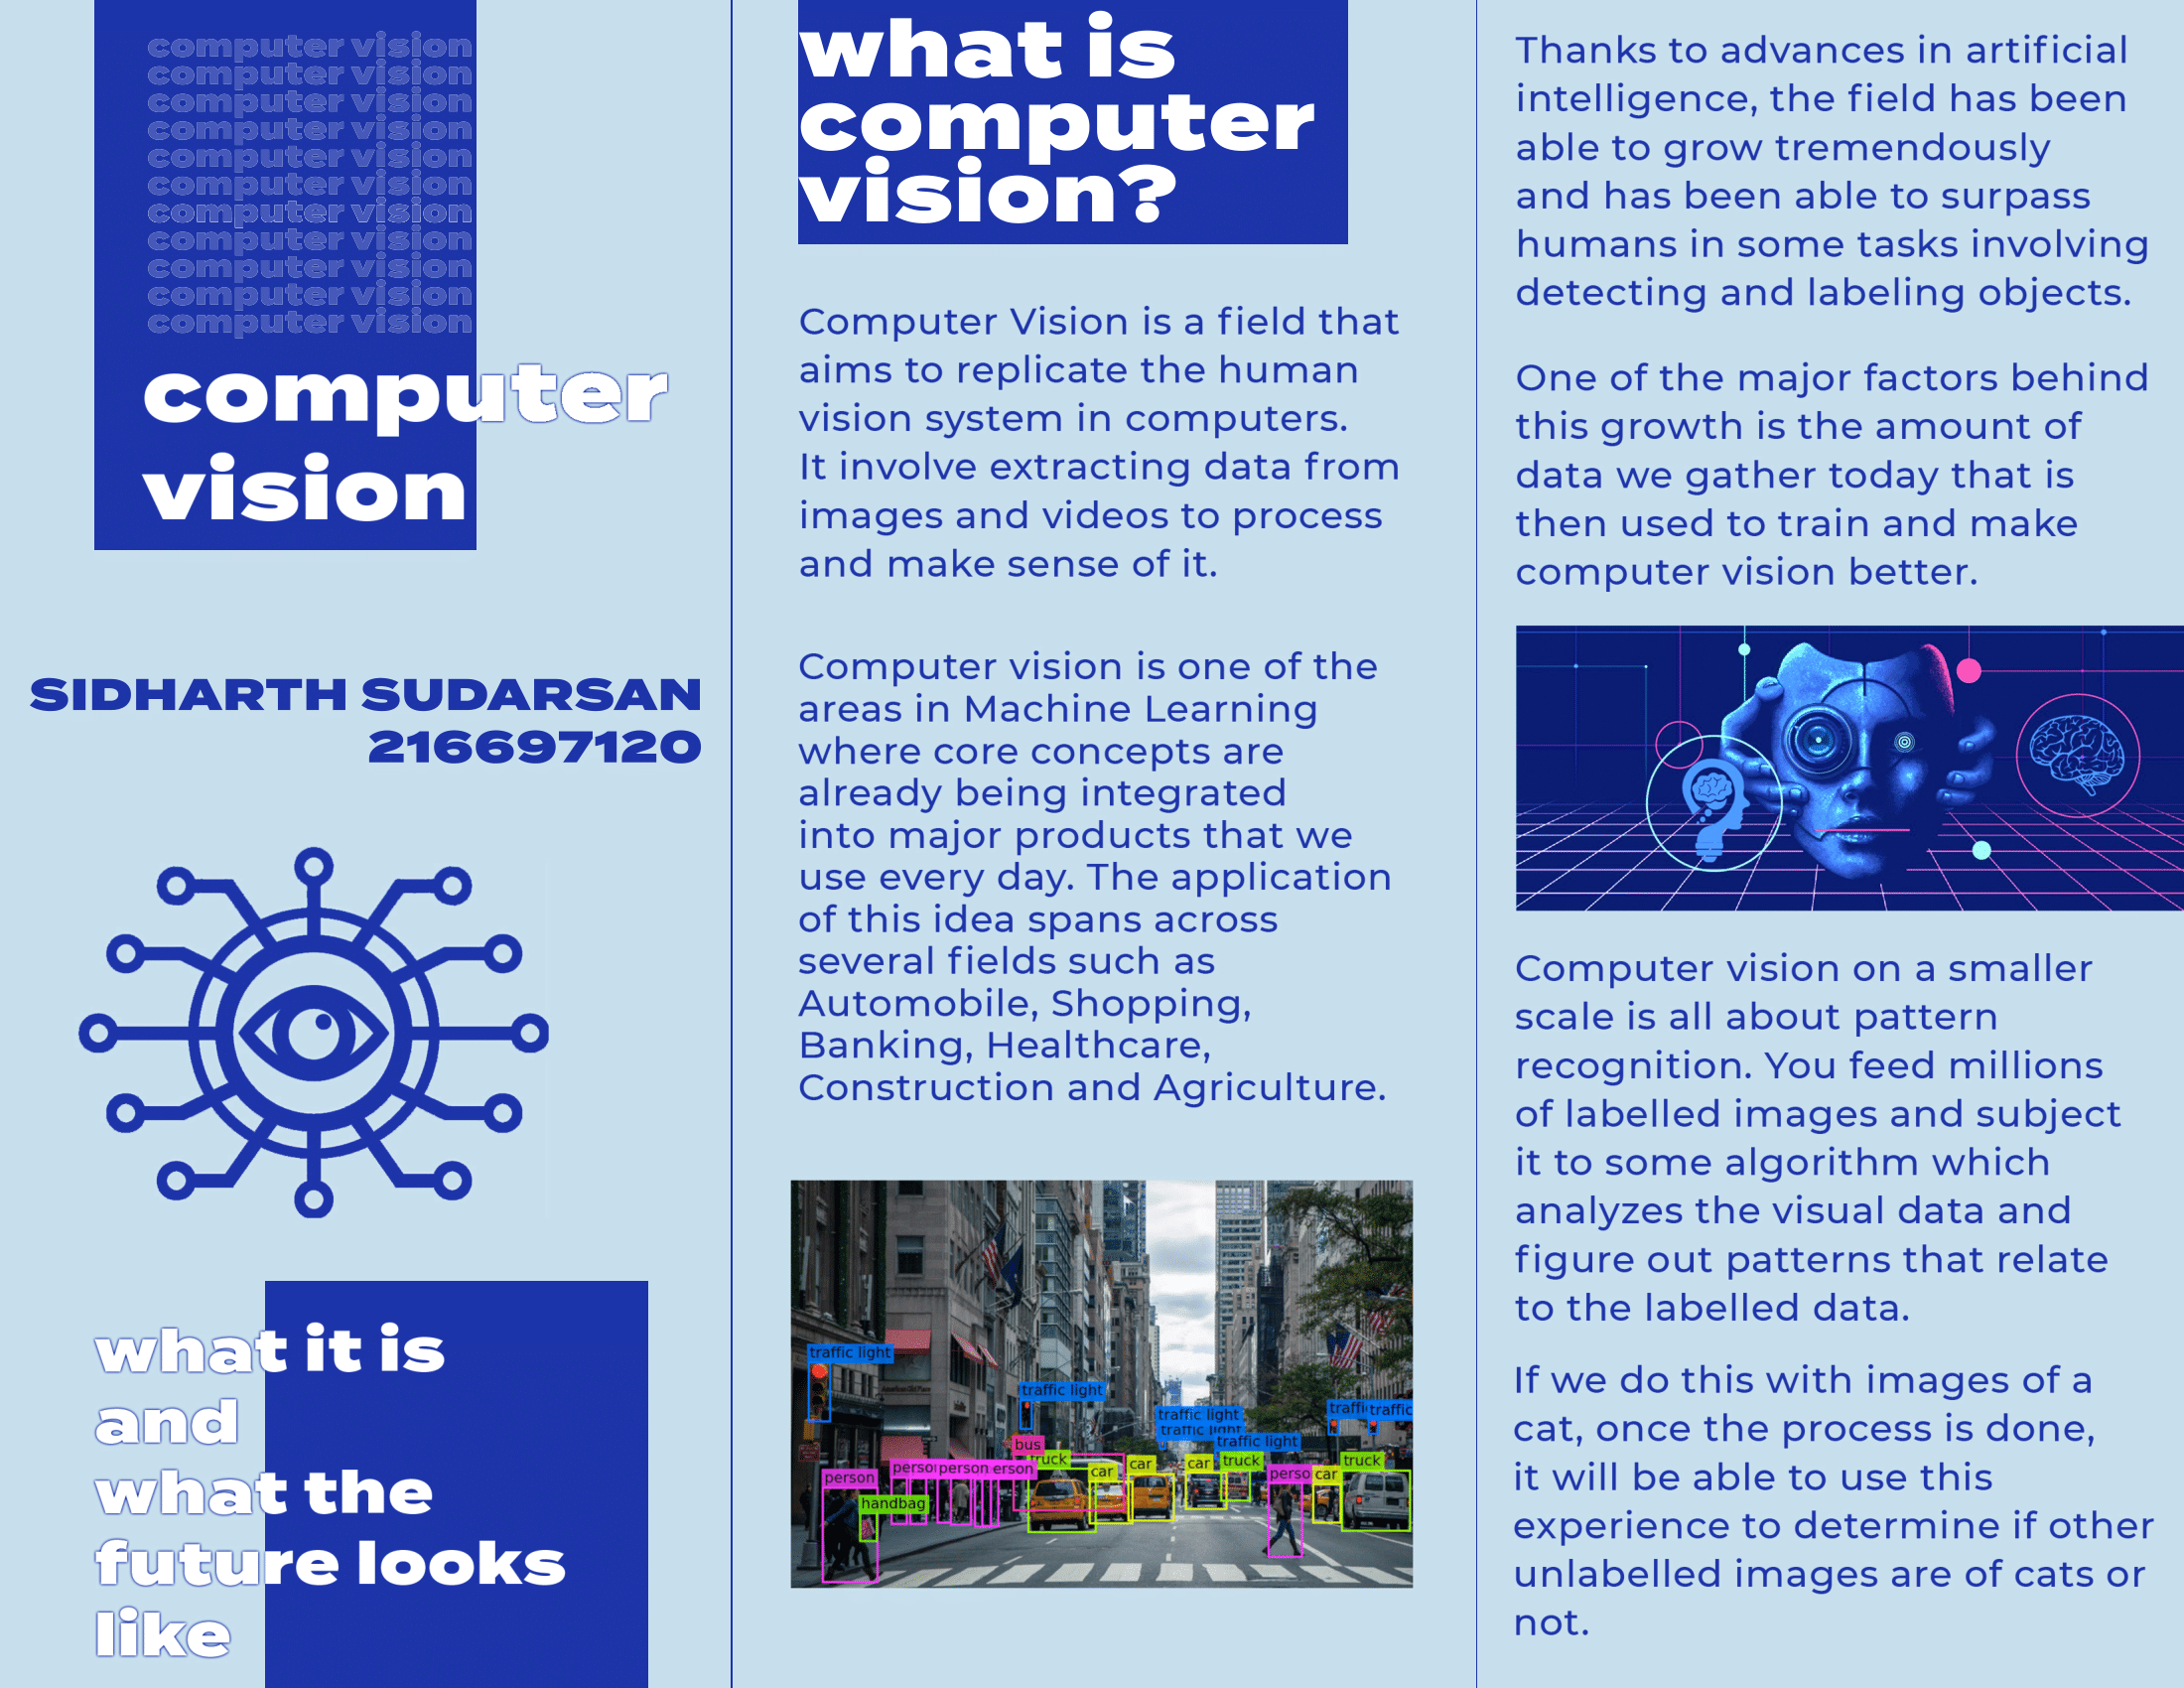 computer vision
computer vision
computer vision
computer vision
computer vision
computer vision
computer vision
computer vision
computer vision
computer vision
computer vision
computer
vision
SIDHARTH SUDARSAN
216697120
what it is
and
what the
future looks
like
what is
computer
vision?
Computer Vision is a field that
aims to replicate the human
vision system in computers.
It involve extracting data from
images and videos to process
and make sense of it.
Computer vision is one of the
areas in Machine Learning
where core concepts are
already being integrated
into major products that we
use every day. The application
of this idea spans across
several fields such as
Automobile, Shopping,
Banking, Healthcare,
Construction and Agriculture.
traffic light
traffic light
traffic light
traffic light
traffic light
traffi
traffic
bus
truck
car
car
car
truck
truck
person
perso
person
erson
perso
car
handbag
Thanks to advances in artificial
intelligence, the field has been
able to grow tremendously
and has been able to surpass
humans in some tasks involving
detecting and labeling objects.
One of the major factors behind
this growth is the amount of
data we gather today that is
then used to train and make
computer vision better.
Computer vision on a smaller
scale is all about pattern
recognition. You feed millions
of labelled images and subject
it to some algorithm which
analyzes the visual data and
figure out patterns that relate
to the labelled data.
If we do this with images of a
cat, once the process is done,
it will be able to use this
experience to determine if other
unlabelled images are of cats or
not.